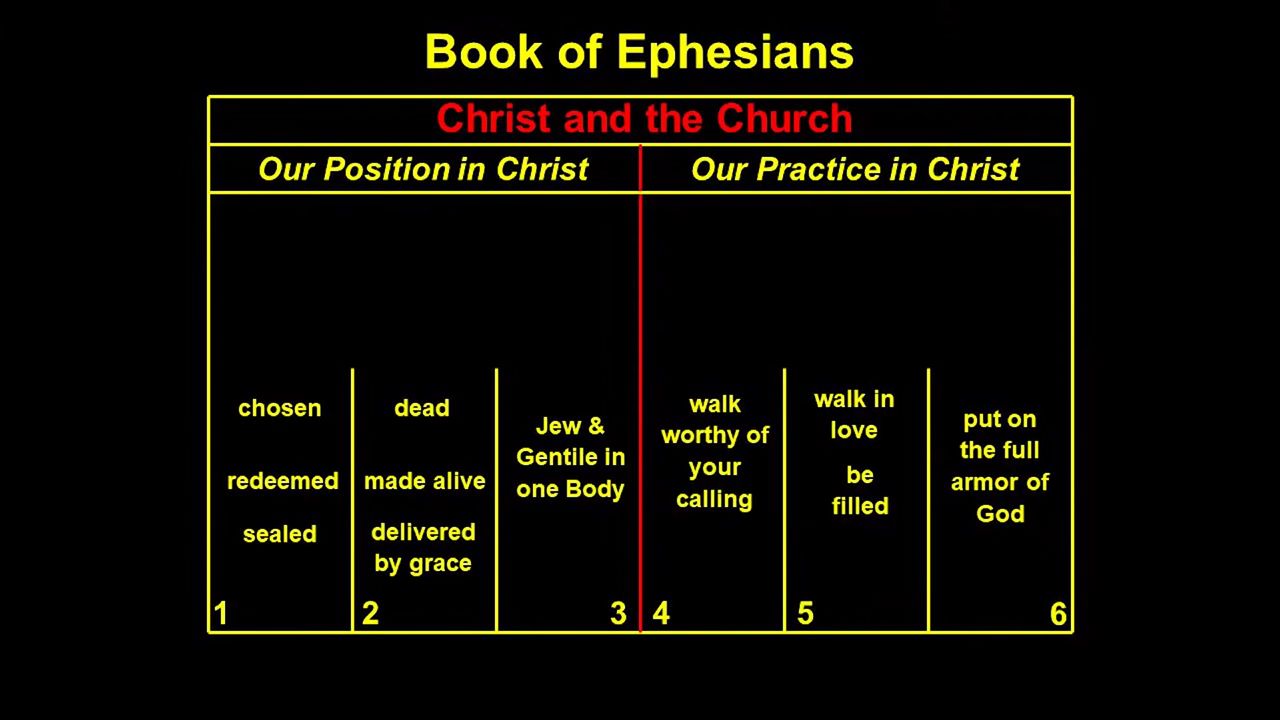 Book of Ephesians
Christ and the Church
Our Position in Christ
Our Practice in Christ
chosen
redeemed
sealed
1
dead
made alive
delivered
by grace
2
Jew &
Gentile in
one Body
3
walk
worthy of
your
calling
4
walk in
love
be
filled
5
put on
the full
armor of
God
6